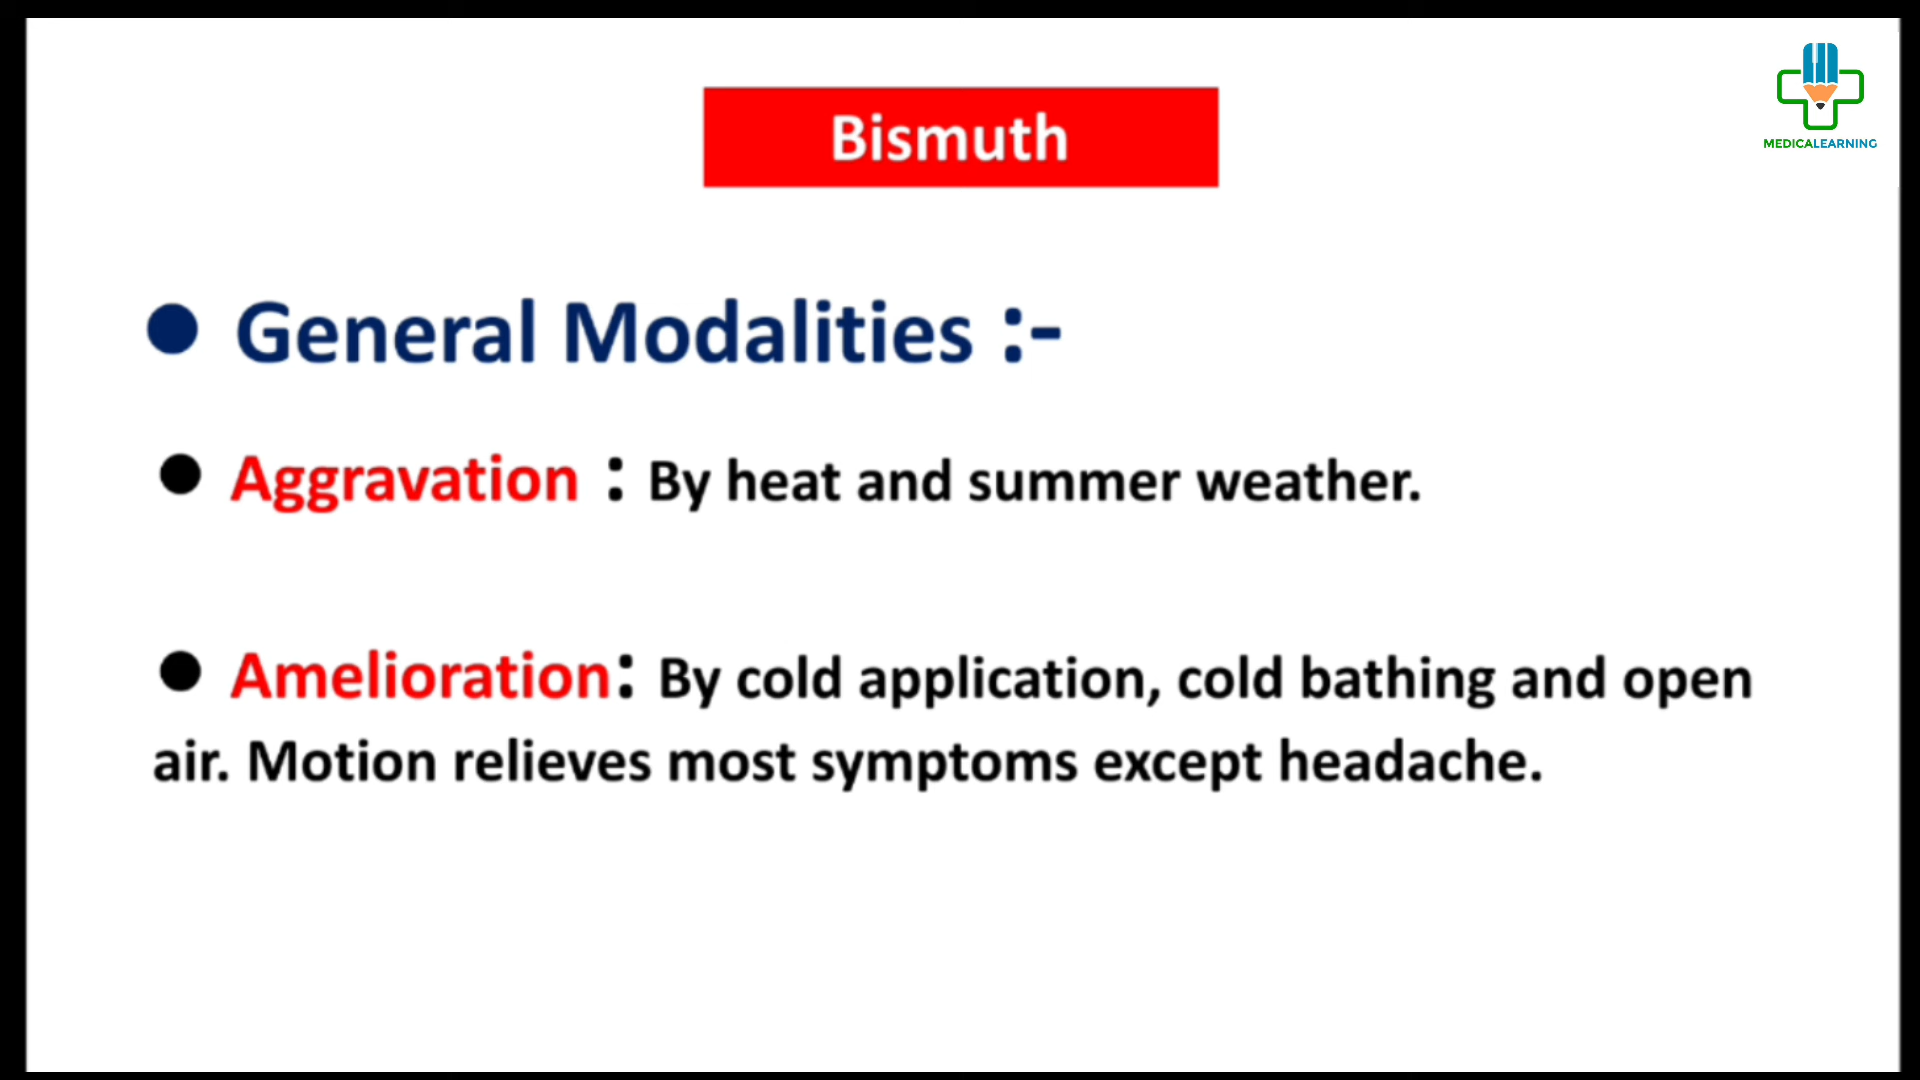 MEDICALEARNING
Bismuth
● General Modalities :-
● Aggravation : By heat and summer weather.
● Amelioration: By cold application, cold bathing and open
air. Motion relieves most symptoms except headache.